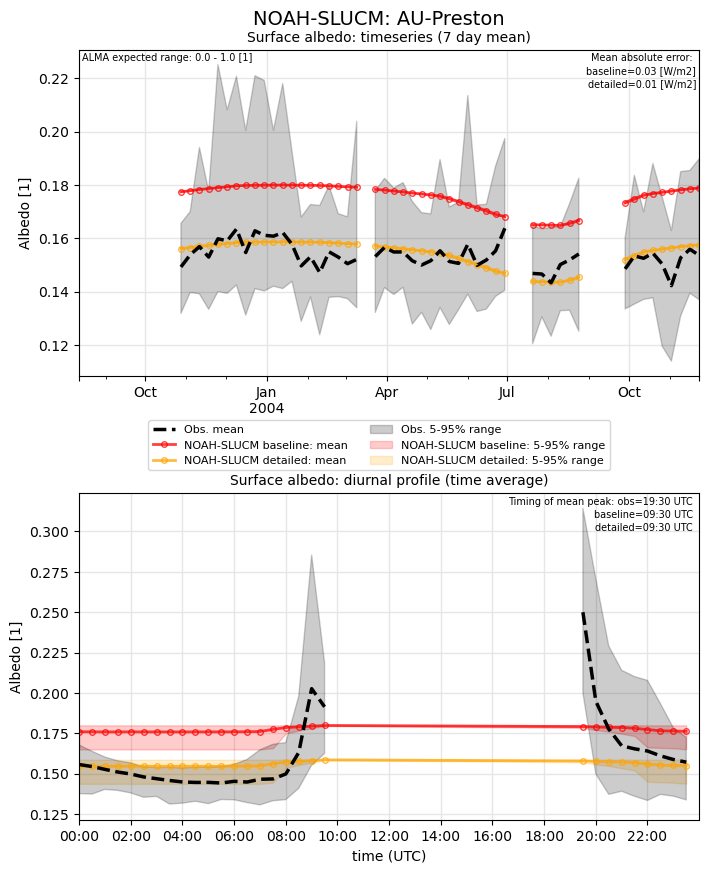 NOAH-SLUCM: AU-Preston
Surface albedo: timeseries (7 day mean)
ALMA expected range: 0.0 - 1.0 [1]
Mean absolute error:
baseline=0.03 [W/m2]
detailed=0.01 [W/m2]
Albedo [1]
0.22
0.20
0.18
0.16
0.14
0.12
Oct
Jan
2004
Apr
Jul
Oct
Obs. mean
NOAH-SLUCM baseline: mean
NOAH-SLUCM detailed: mean
Obs. 5-95% range
NOAH-SLUCM baseline: 5-95% range
NOAH-SLUCM detailed: 5-95% range
Surface albedo: diurnal profile (time average)
Timing of mean peak: obs=19:30 UTC
baseline=09:30 UTC
detailed=09:30 UTC
Albedo [1]
0.300
0.275
0.250
0.225
0.200
0.175
0.150
0.125
00:00 02:00 04:00 06:00 08:00 10:00 12:00 14:00 16:00 18:00 20:00 22:00
time (UTC)